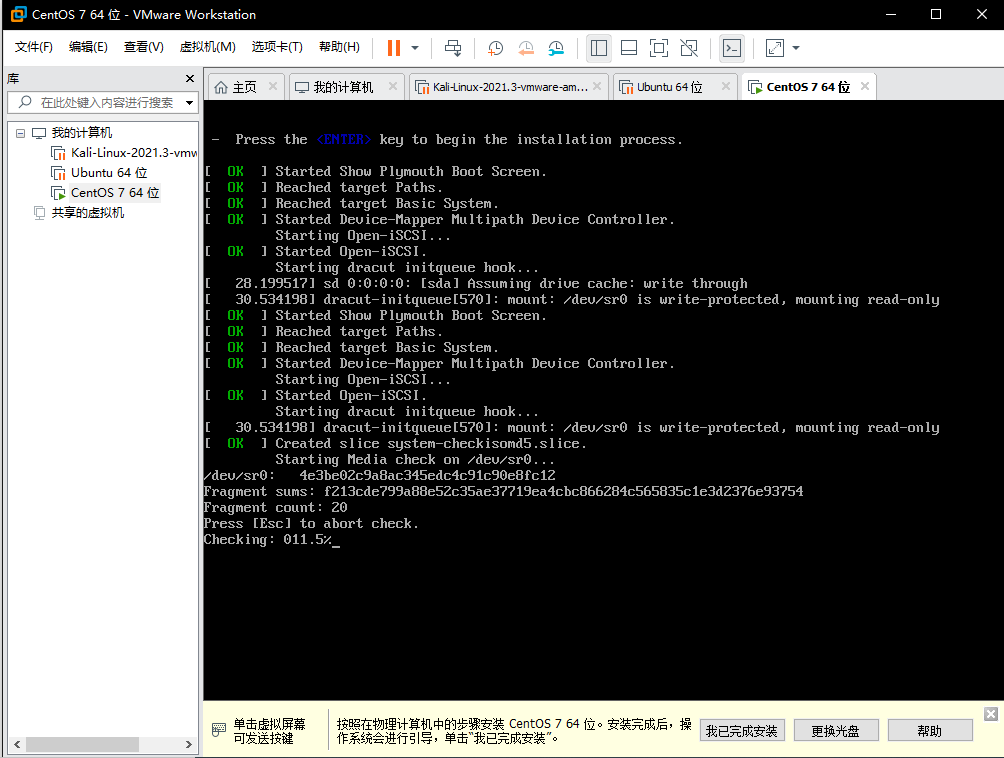 CentOS 7 64 位 - VMware Workstation
文件(F) 编辑(E) 查看(V) 虚拟机(M) 选项卡(T) 帮助(H)
库
主页 我的计算机 Kali-Linux-2021.3-vmware-am... Ubuntu 64 位 CentOS 7 64 位
在此处键入内容进行搜索
我的计算机
Kali-Linux-2021.3-vmw
Ubuntu 64 位
CentOS 7 64 位
共享的虚拟机
- Press the <ENTER> key to begin the installation process.
[ OK ] Started Show Plymouth Boot Screen.
[ OK ] Reached target Paths.
[ OK ] Reached target Basic System.
[ OK ] Started Device-Mapper Multipath Device Controller.
Starting Open-iSCSI...
[ OK ] Started Open-iSCSI.
Starting dracut initqueue hook...
[ 28.199517] sd 0:0:0:0: [sda] Assuming drive cache: write through
[ 30.534198] dracut-initqueue[570]: mount: /dev/sr0 is write-protected, mounting read-only
[ OK ] Started Show Plymouth Boot Screen.
[ OK ] Reached target Paths.
[ OK ] Reached target Basic System.
[ OK ] Started Device-Mapper Multipath Device Controller.
Starting Open-iSCSI...
[ OK ] Started Open-iSCSI.
Starting dracut initqueue hook...
[ 30.534198] dracut-initqueue[570]: mount: /dev/sr0 is write-protected, mounting read-only
[ OK ] Created slice system-checkisomd5.slice.
Starting Media check on /dev/sr0...
/dev/sr0: 4e3be02c9a8ac345edc4c91c90e8fc12
Fragment sums: f213cde799a88e52c35ae37719ea4cbc866284c565835c1e3d2376e93754
Fragment count: 20
Press [Esc] to abort check.
Checking: 011.5%_
单击虚拟屏幕
可发送按键
按照在物理计算机中的步骤安装 CentOS 7 64 位。安装完成后，操
作系统会进行引导，单击“我已完成安装”。
我已完成安装 更换光盘 帮助